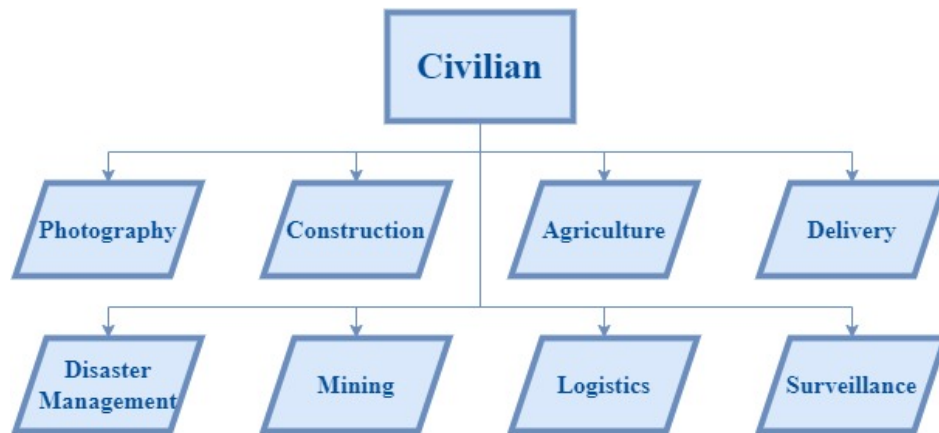 Civilian
Photography
Construction
Agriculture
Delivery
Disaster
Management
Mining
Logistics
Surveillance